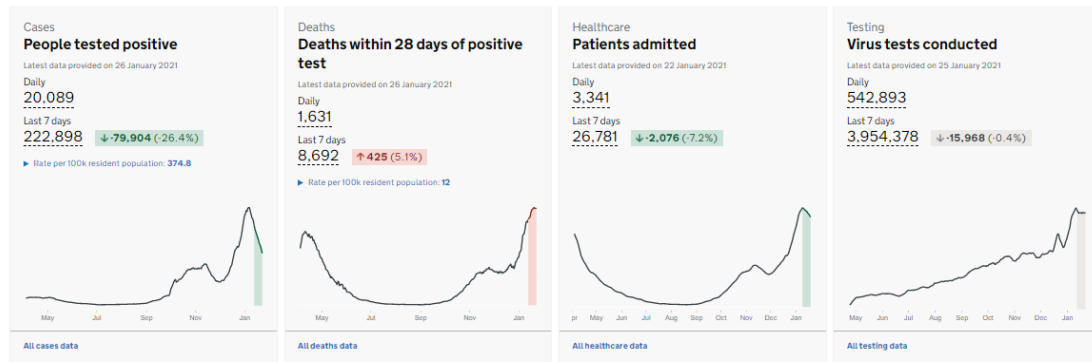 Cases
People tested positive
Latest data provided on 26 January 2021
Daily
20,089
Last 7 days
222,898 ↓-79,904 (-26.4%)
▶ Rate per 100k resident population: 374.8
May Jul Sep Nov Jan
All cases data
Deaths
Deaths within 28 days of positive
test
Latest data provided on 26 January 2021
Daily
1,631
Last 7 days
8,692 ↑425 (5.1%)
▶ Rate per 100k resident population: 12
May Jul Sep Nov Jan
All deaths data
Healthcare
Patients admitted
Latest data provided on 22 January 2021
Daily
3,341
Last 7 days
26,781 ↓-2,076 (-7.2%)
pr May Jun Jul Aug Sep Oct Nov Dec Jan
All healthcare data
Testing
Virus tests conducted
Latest data provided on 25 January 2021
Daily
542,893
Last 7 days
3,954,378 ↓-15,968 (-0.4%)
May Jun Jul Aug Sep Oct Nov Dec Jan
All testing data